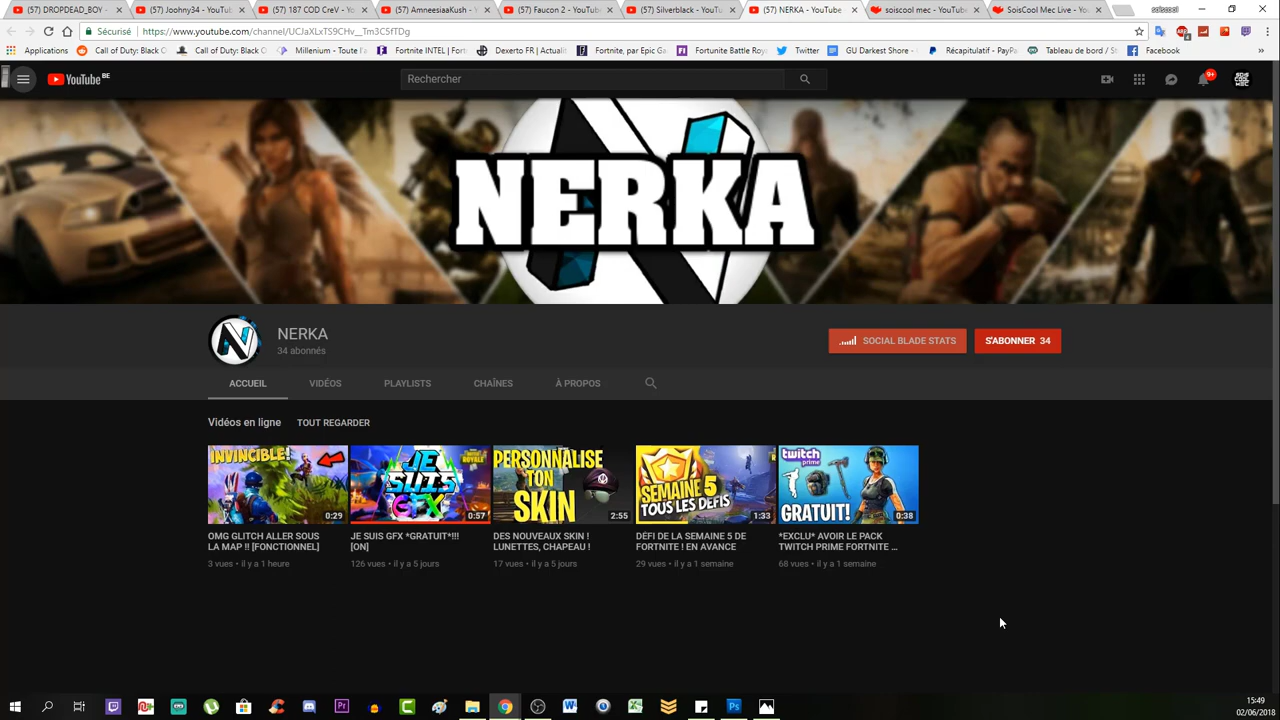 (57) DROPDEAD_BOY -
(57) Joohny34 - YouTu
(57) 187 COD CreV - Yo
(57) AmneesiaaKush - Y
(57) Faucon 2 - YouTub
(57) Silverblack - YouTu
(57) NERKA - YouTube
soiscool mec - YouTub
SoisCool Mec Live - Yo
soiscool
Sécurisé
https://www.youtube.com/channel/UCJaXLxTS9CHv__Tm3C5fTDg
Applications
Call of Duty: Black C
Call of Duty: Black O
Millenium - Toute l'a
Fortnite INTEL | Fort
Dexerto FR | Actualit
Fortnite, par Epic Ga
Fortnite Battle Roya
Twitter
GU Darkest Shore -
Récapitulatif - PayPa
Tableau de bord / St
Facebook
»
YouTube BE
Rechercher
9+
NERKA
NERKA
34 abonnés
SOCIAL BLADE STATS
S'ABONNER 34
ACCUEIL
VIDÉOS
PLAYLISTS
CHAÎNES
À PROPOS
Vidéos en ligne
TOUT REGARDER
INVINCIBLE!
0:29
JE SUIS GFX
0:57
PERSONNALISE TON SKIN
2:55
SEMAINE 5 TOUS LES DÉFIS
1:33
twitch prime
GRATUIT!
0:38
OMG GLITCH ALLER SOUS
LA MAP !! [FONCTIONNEL]
3 vues • il y a 1 heure
JE SUIS GFX *GRATUIT*!!!
[ON]
126 vues • il y a 5 jours
DES NOUVEAUX SKIN !
LUNETTES, CHAPEAU !
17 vues • il y a 5 jours
DÉFI DE LA SEMAINE 5 DE
FORTNITE ! EN AVANCE
29 vues • il y a 1 semaine
*EXCLU* AVOIR LE PACK
TWITCH PRIME FORTNITE ...
68 vues • il y a 1 semaine
15:49
02/06/2018